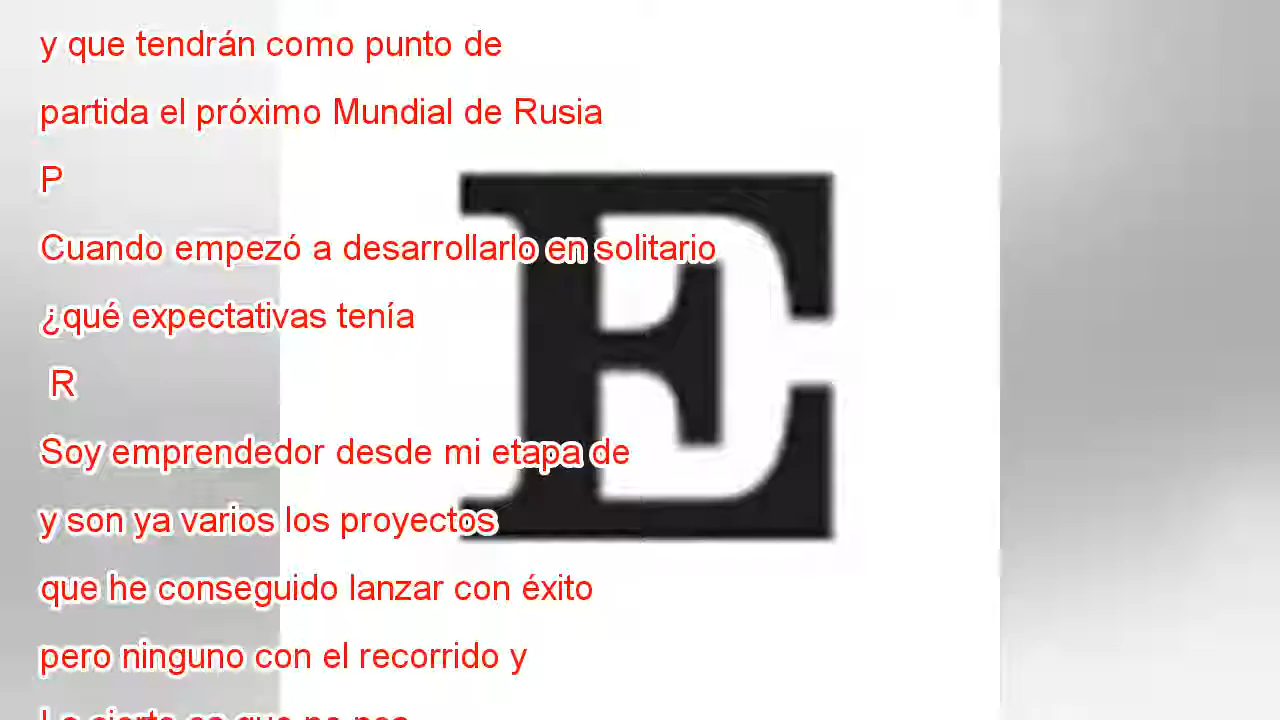 y que tendrán como punto de
partida el próximo Mundial de Rusia
P
Cuando empezó a desarrollarlo en solitario
¿qué expectativas tenía
R
Soy emprendedor desde mi etapa de
y son ya varios los proyectos
que he conseguido lanzar con éxito
pero ninguno con el recorrido y
E